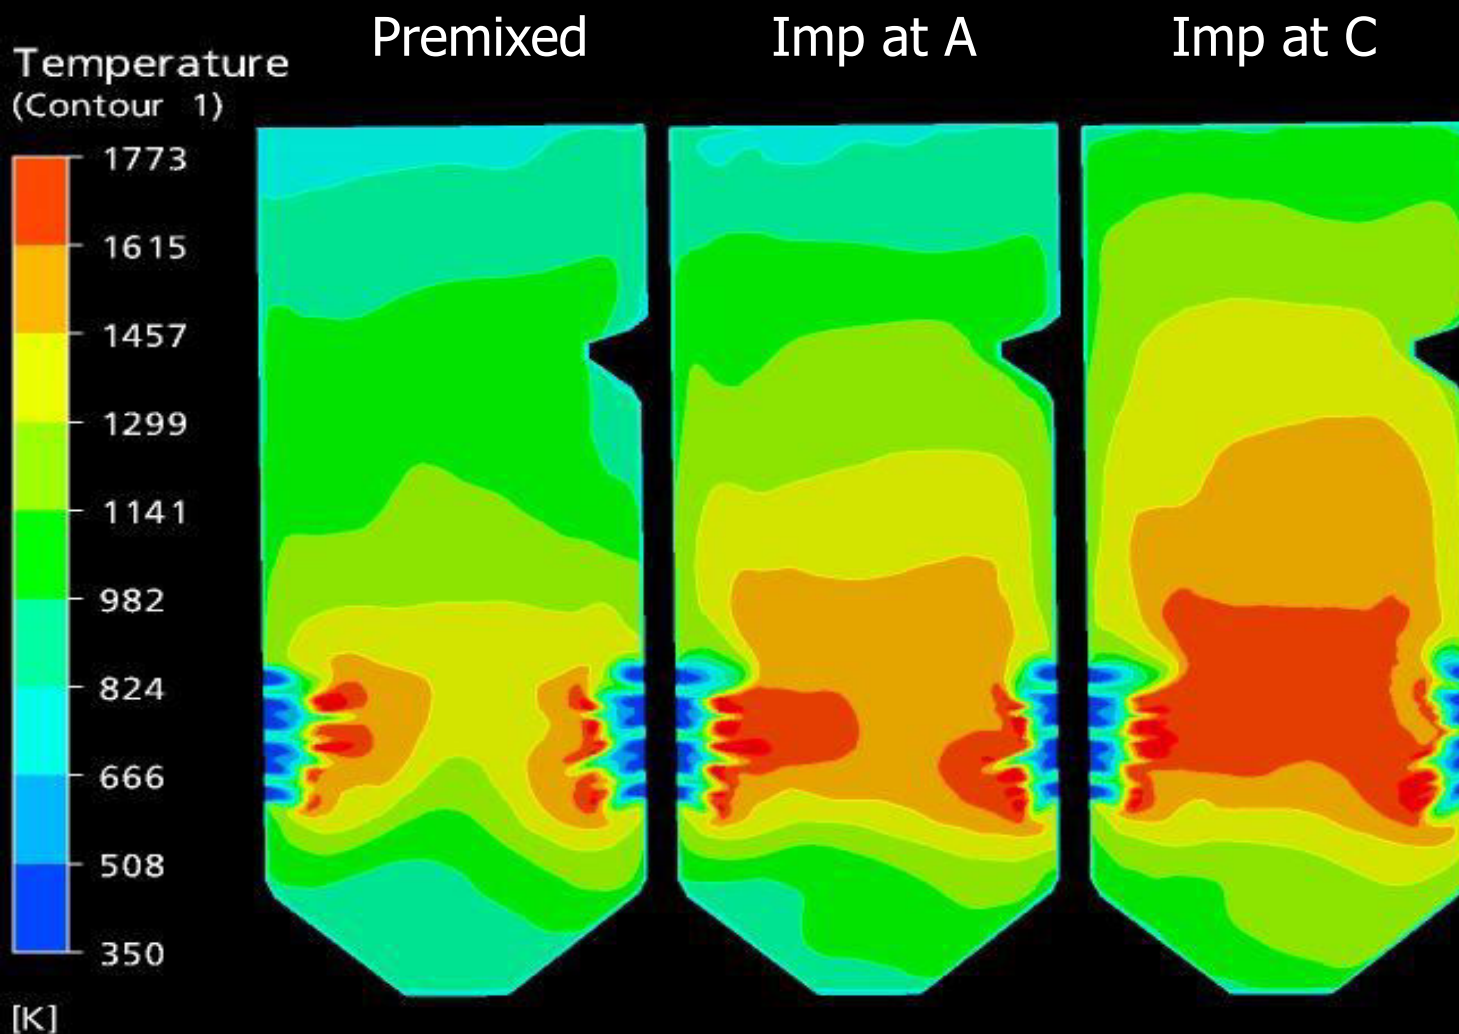 Premixed
Imp at A
Imp at C
Temperature
(Contour 1)
1773
1615
1457
1299
1141
982
824
666
508
350
[K]